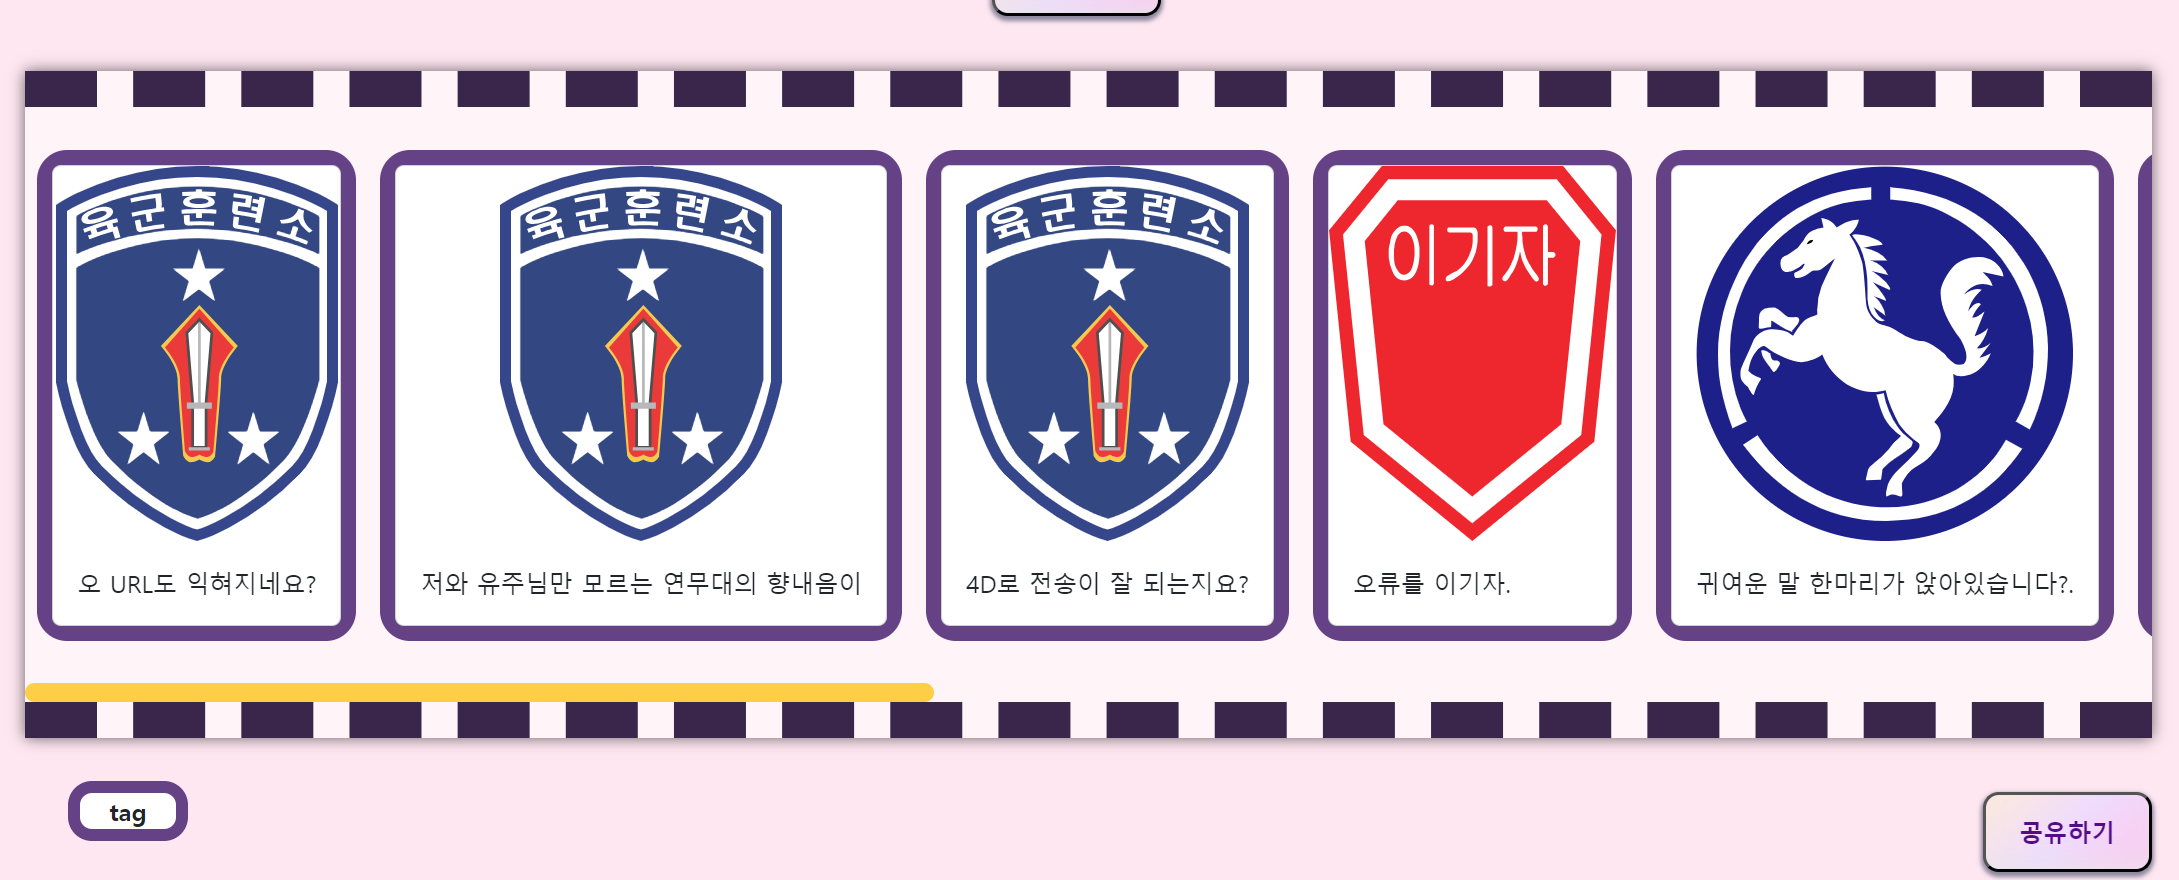 육군훈련소
육군훈련소
육군훈련소
이기자
오 URL도 익혀지네요?
저와 유주님만 모르는 연무대의 향내음이
4D로 전송이 잘 되는지요?
오류를 이기자.
귀여운 말 한마리가 앉아있습니다?.
tag
공유하기